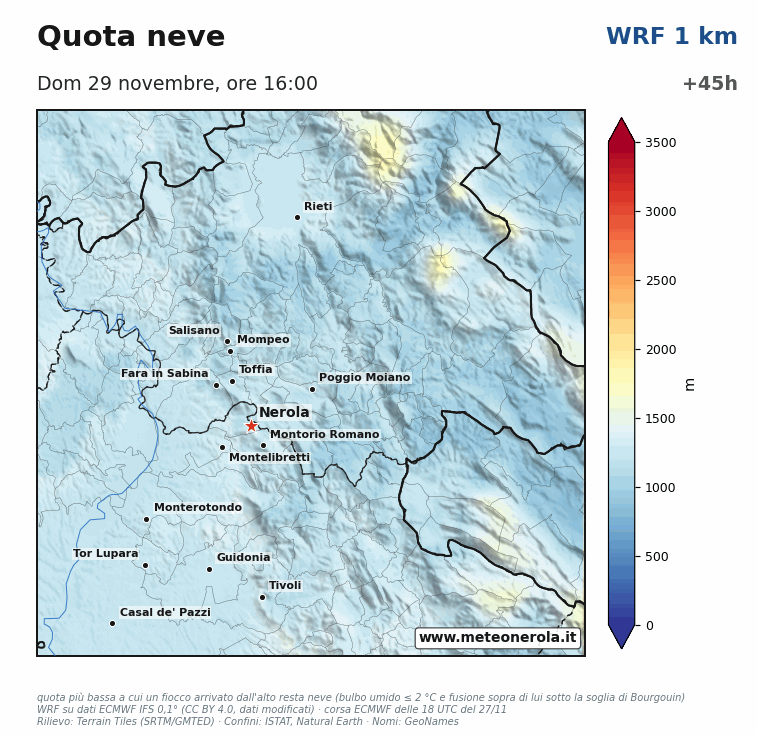 Quota neve
WRF 1 km
Dom 29 novembre, ore 16:00
+45h
3500
3000
2500
2000
1500
1000
500
0
m
Rieti
Salisano
Mompeo
Fara in Sabina
Toffia
Poggio Moiano
Nerola
Montorio Romano
Montelibretti
Monterotondo
Tor Lupara
Guidonia
Tivoli
Casal de' Pazzi
www.meteonerola.it
quota più bassa a cui un fiocco arrivato dall'alto resta neve (bulbo umido ≤ 2 °C e fusione sopra di lui sotto la soglia di Bourgouin)
WRF su dati ECMWF IFS 0,1° (CC BY 4.0, dati modificati) · corsa ECMWF delle 18 UTC del 27/11
Rilievo: Terrain Tiles (SRTM/GMTED) · Confini: ISTAT, Natural Earth · Nomi: GeoNames